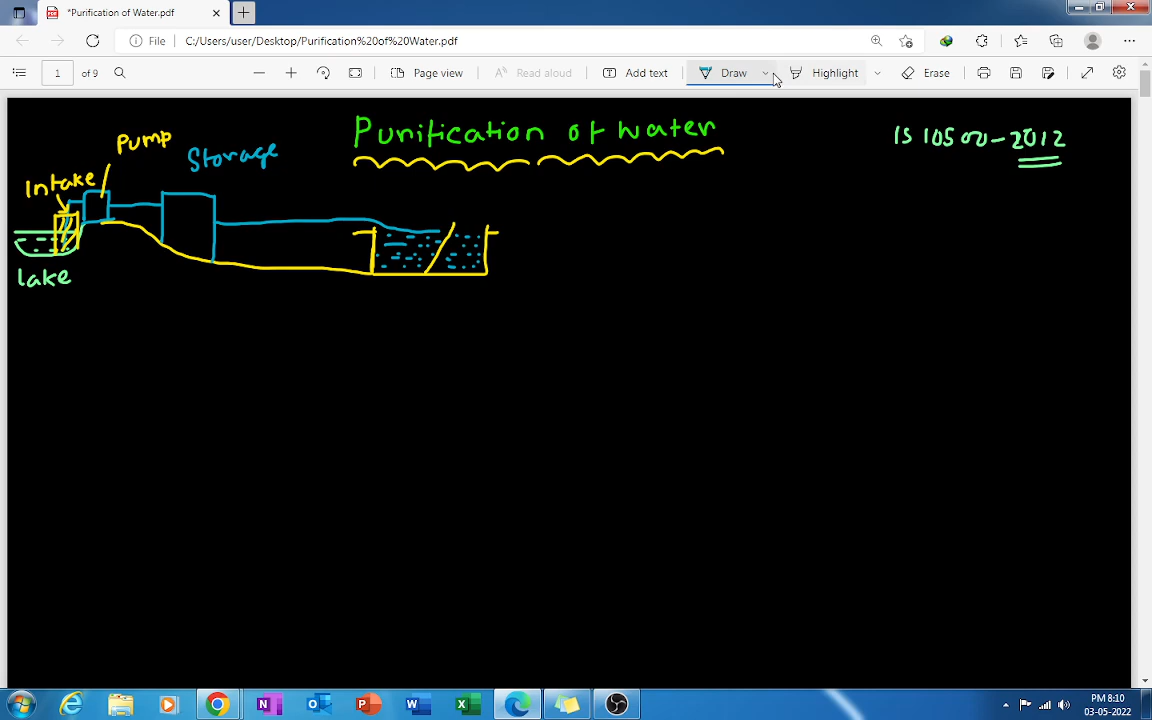 *Purification of Water.pdf
File C:/Users/user/Desktop/Purification%20of%20Water.pdf
1 of 9 Page view Read aloud Add text Draw Highlight Erase
Purification of water
IS 10500-2012
Pump
Storage
Intake
lake
PM 8:10
03-05-2022